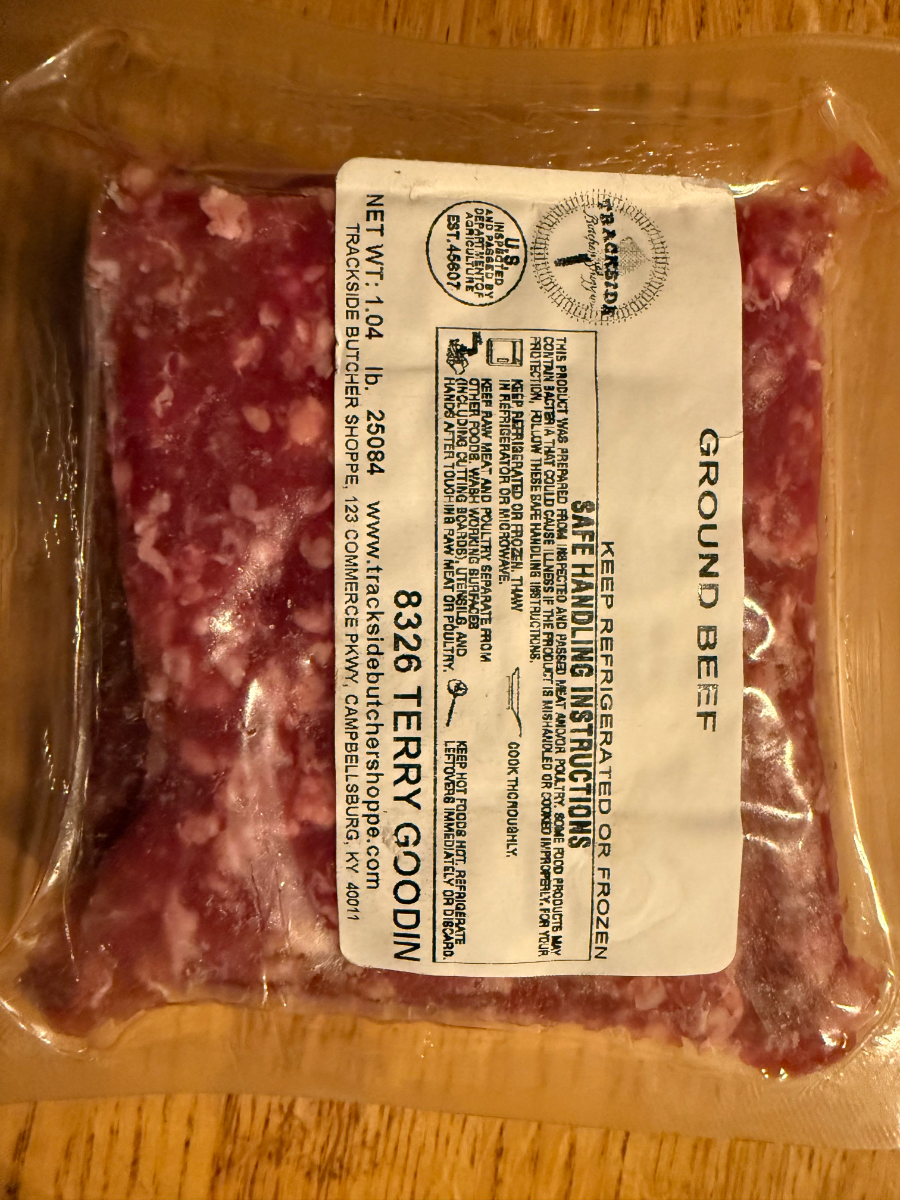 GROUND BEEF
TRACKSIDE
KEEP REFRIGERATED OR FROZEN
SAFE HANDLING INSTRUCTIONS
THIS PRODUCT WAS PREPARED FROM INSPECTED AND PASSED MEAT AND/OR POULTRY. SOME FOOD PRODUCTS MAY
CONTAIN BACTERIA THAT COULD CAUSE ILLNESS IF THE PRODUCT IS MISHANDLED OR COOKED IMPROPERLY. FOR YOUR
PROTECTION, FOLLOW THESE SAFE HANDLING INSTRUCTIONS.
KEEP REFRIGERATED OR FROZEN. THAW
IN REFRIGERATOR OR MICROWAVE.
COOK THOROUGHLY.
KEEP RAW MEAT AND POULTRY SEPARATE FROM
OTHER FOODS. WASH WORKING SURFACES
(INCLUDING CUTTING BOARDS), UTENSILS, AND
HANDS AFTER TOUCHING RAW MEAT OR POULTRY.
KEEP HOT FOODS HOT. REFRIGERATE
LEFTOVERS IMMEDIATELY OR DISCARD.
U.S.
INSPECTED
AND PASSED BY
DEPARTMENT OF
AGRICULTURE
EST.45607
8326 TERRY GOODIN
NET WT: 1.04 lb. 25084 www.tracksidebutchershoppe.com
TRACKSIDE BUTCHER SHOPPE, 123 COMMERCE PKWY, CAMPBELLSBURG, KY 40011